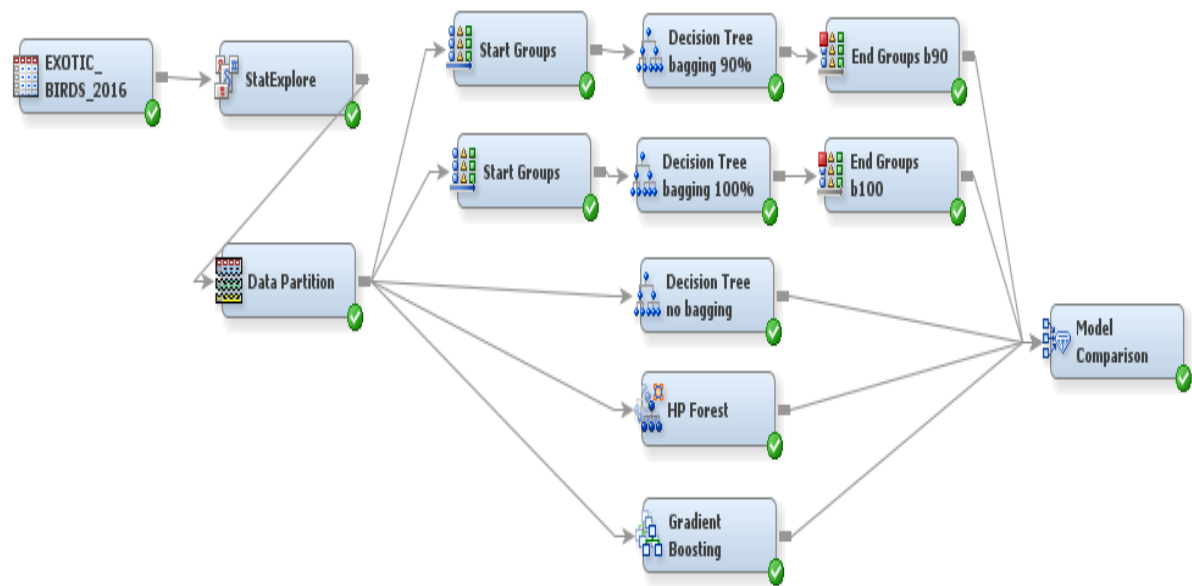 EXOTIC_
BIRDS_2016
StatExplore
Start Groups
Decision Tree
bagging 90%
End Groups b90
Start Groups
Decision Tree
bagging 100%
End Groups
b100
Data Partition
Decision Tree
no bagging
Model
Comparison
HP Forest
Gradient
Boosting